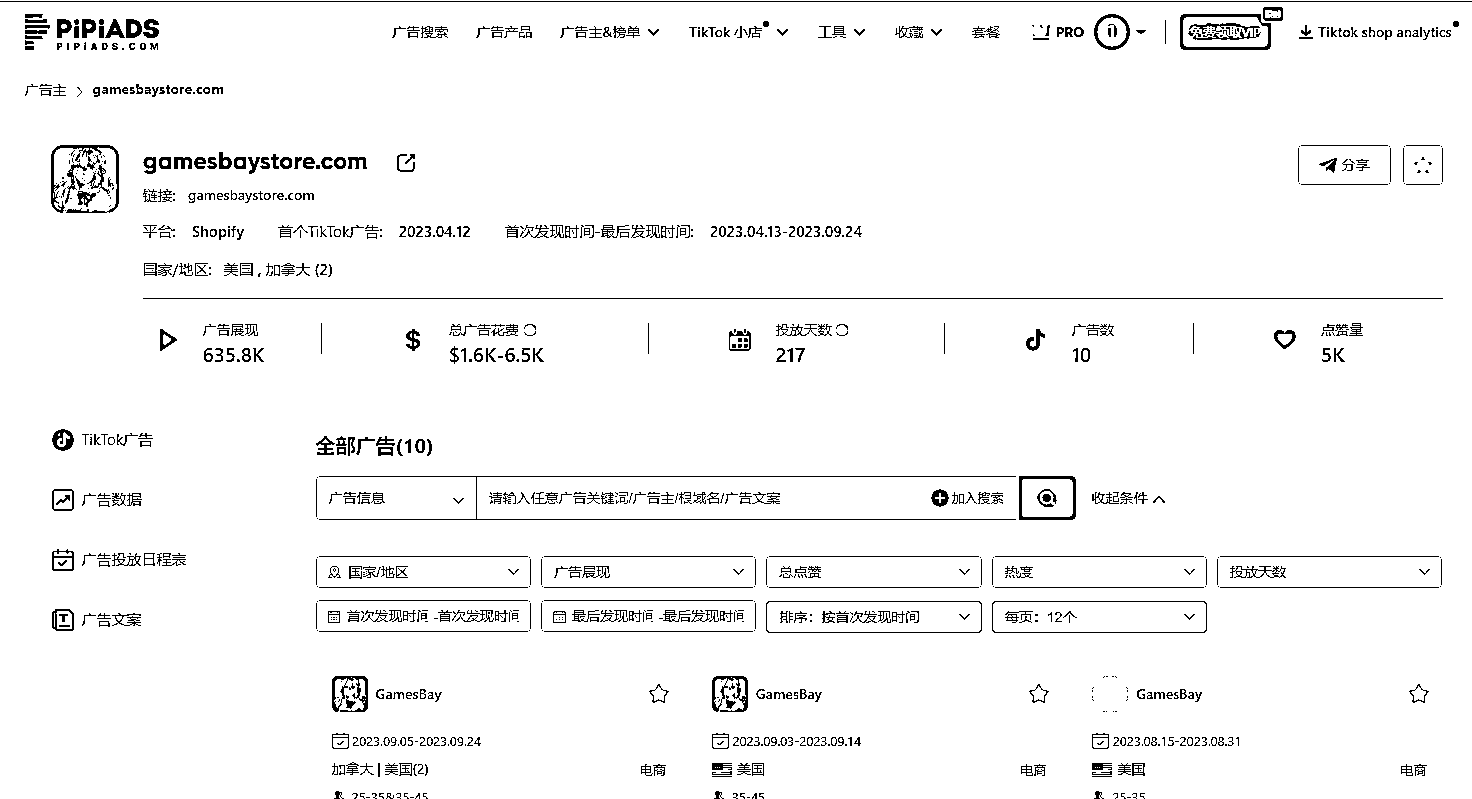 PiPiADS
PIPIADS.COM
广告搜索 广告产品 广告主&榜单 TikTok 小店 工具 收藏 套餐 PRO 免费领取VIP Tiktok shop analytics
广告主 > gamesbaystore.com
gamesbaystore.com
分享
链接: gamesbaystore.com
平台: Shopify 首个TikTok广告: 2023.04.12 首次发现时间-最后发现时间: 2023.04.13-2023.09.24
国家/地区: 美国 , 加拿大 (2)
广告展现 总广告花费 投放天数 广告数 点赞量
635.8K $1.6K-6.5K 217 10 5K
TikTok广告
广告数据
广告投放日程表
广告文案
全部广告(10)
广告信息 请输入任意广告关键词/广告主/根域名/广告文案 加入搜索 收起条件
国家/地区 广告展现 总点赞 热度 投放天数
首次发现时间 -首次发现时间 最后发现时间 -最后发现时间 排序：按首次发现时间 每页：12个
GamesBay GamesBay GamesBay
2023.09.05-2023.09.24 2023.09.03-2023.09.14 2023.08.15-2023.08.31
加拿大 | 美国(2) 电商 美国 电商 美国 电商
25-35&35-45 35-45 25-35